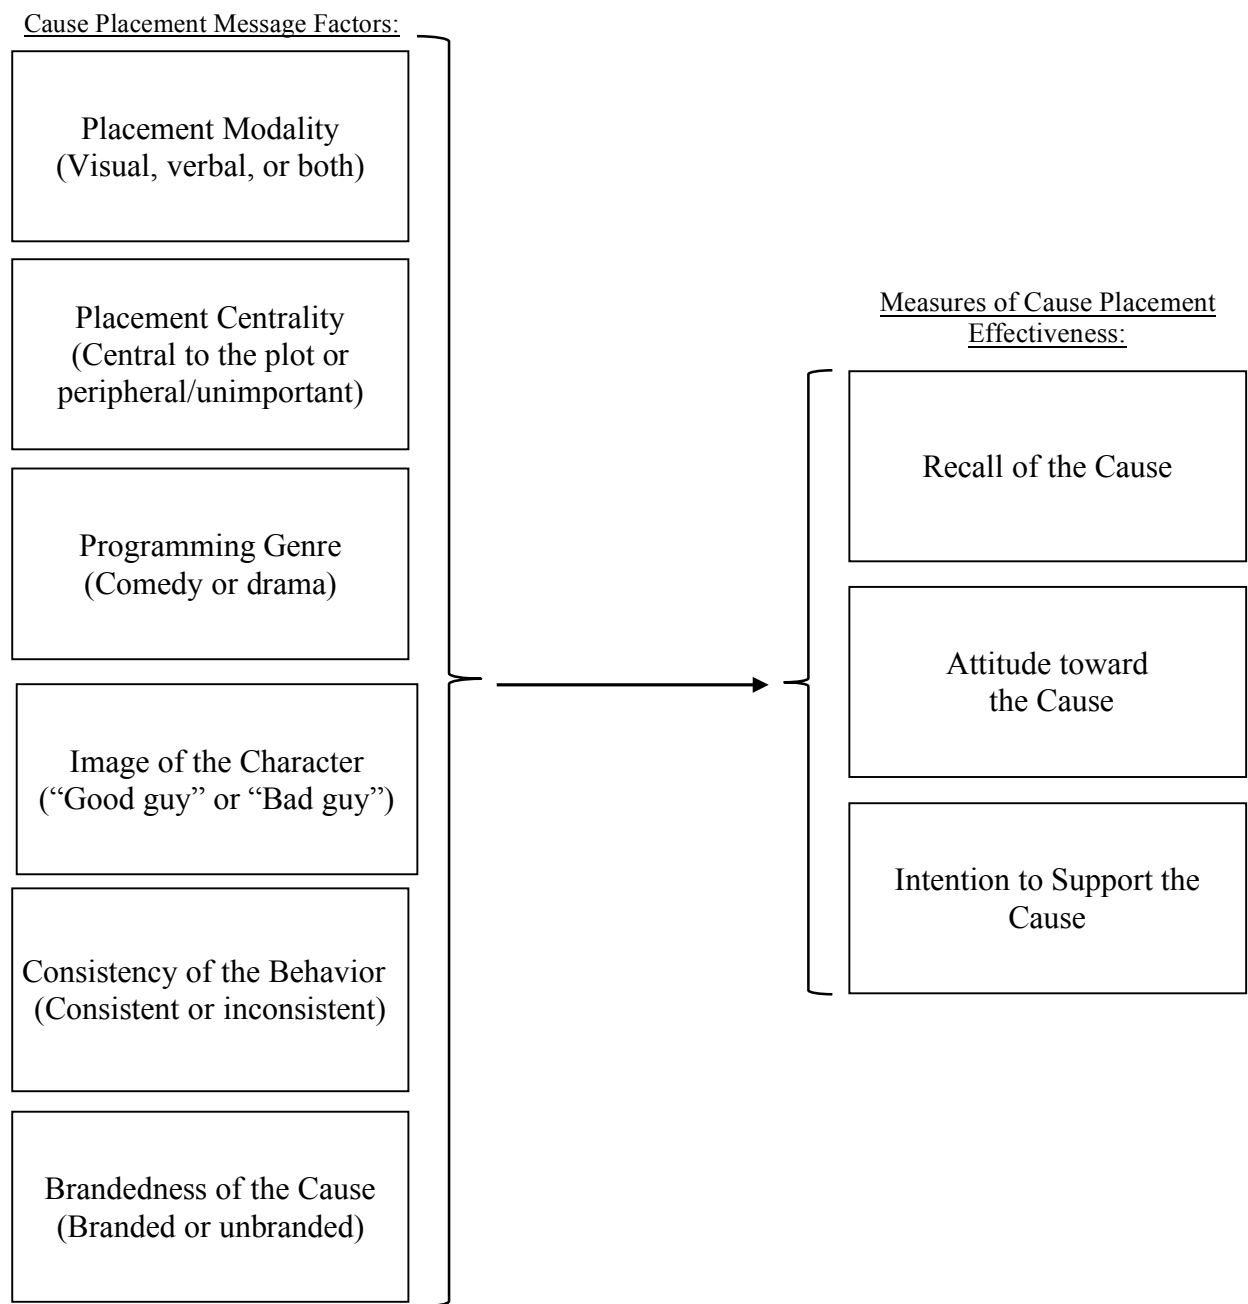 Cause Placement Message Factors:
Placement Modality
(Visual, verbal, or both)
Placement Centrality
(Central to the plot or
peripheral/unimportant)
Programming Genre
(Comedy or drama)
Image of the Character
(“Good guy” or “Bad guy”)
Consistency of the Behavior
(Consistent or inconsistent)
Brandedness of the Cause
(Branded or unbranded)
Measures of Cause Placement
Effectiveness:
Recall of the Cause
Attitude toward
the Cause
Intention to Support the
Cause